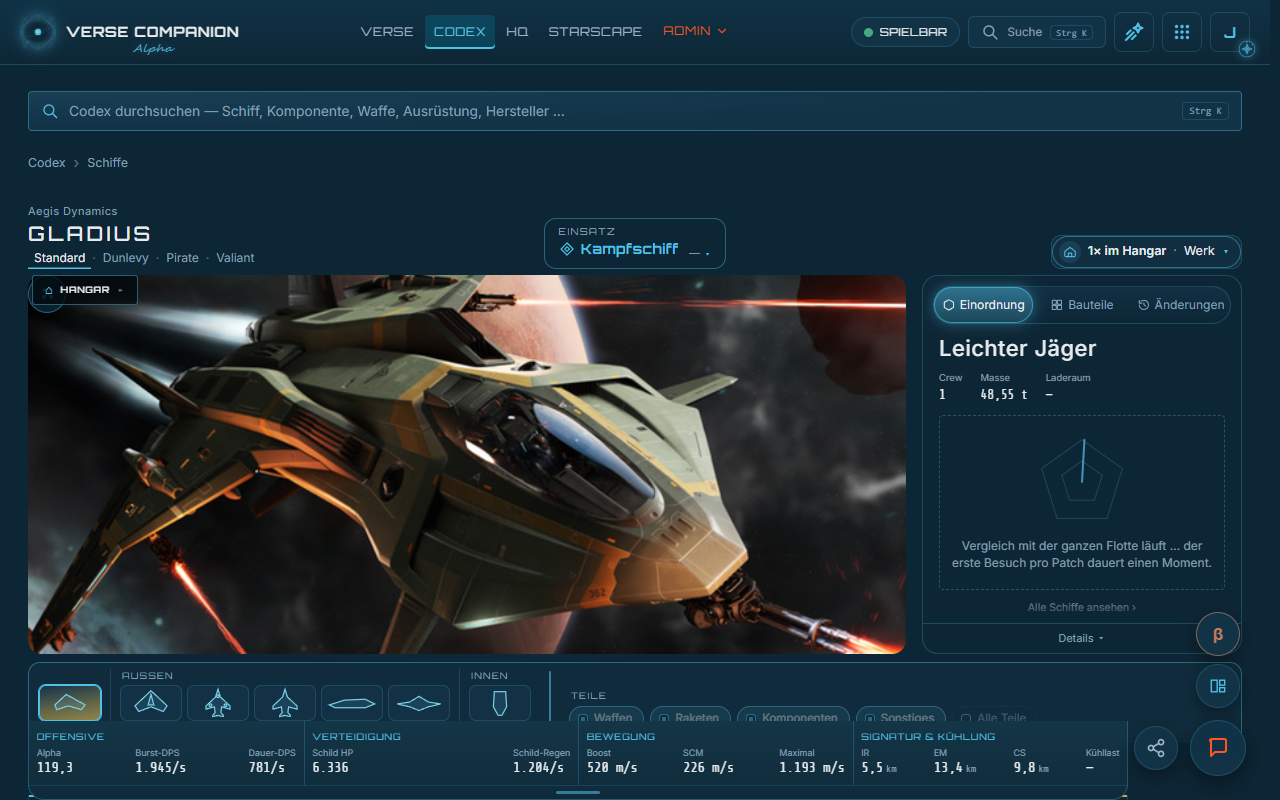 VERSE COMPANION
Alpha
VERSE CODEX HQ STARSCAPE ADMIN
SPIELBAR
Suche Strg K
J
Codex durchsuchen — Schiff, Komponente, Waffe, Ausrüstung, Hersteller ...
Strg K
Codex › Schiffe
Aegis Dynamics
GLADIUS
Standard · Dunlevy · Pirate · Valiant
EINSATZ
Kampfschiff
1× im Hangar · Werk
HANGAR
362
Einordnung Bauteile Änderungen
Leichter Jäger
Crew Masse Laderaum
1 48,55 t –
Vergleich mit der ganzen Flotte läuft ... der
erste Besuch pro Patch dauert einen Moment.
Alle Schiffe ansehen ›
Details
β
AUSSEN
INNEN
TEILE
Waffen Raketen Komponenten Sonstiges Alle Teile
OFFENSIVE
Alpha Burst-DPS Dauer-DPS
119,3 1.945/s 781/s
VERTEIDIGUNG
Schild HP Schild-Regen
6.336 1.204/s
BEWEGUNG
Boost SCM Maximal
520 m/s 226 m/s 1.193 m/s
SIGNATUR & KÜHLUNG
IR EM CS Kühllast
5,5 km 13,4 km 9,8 km –